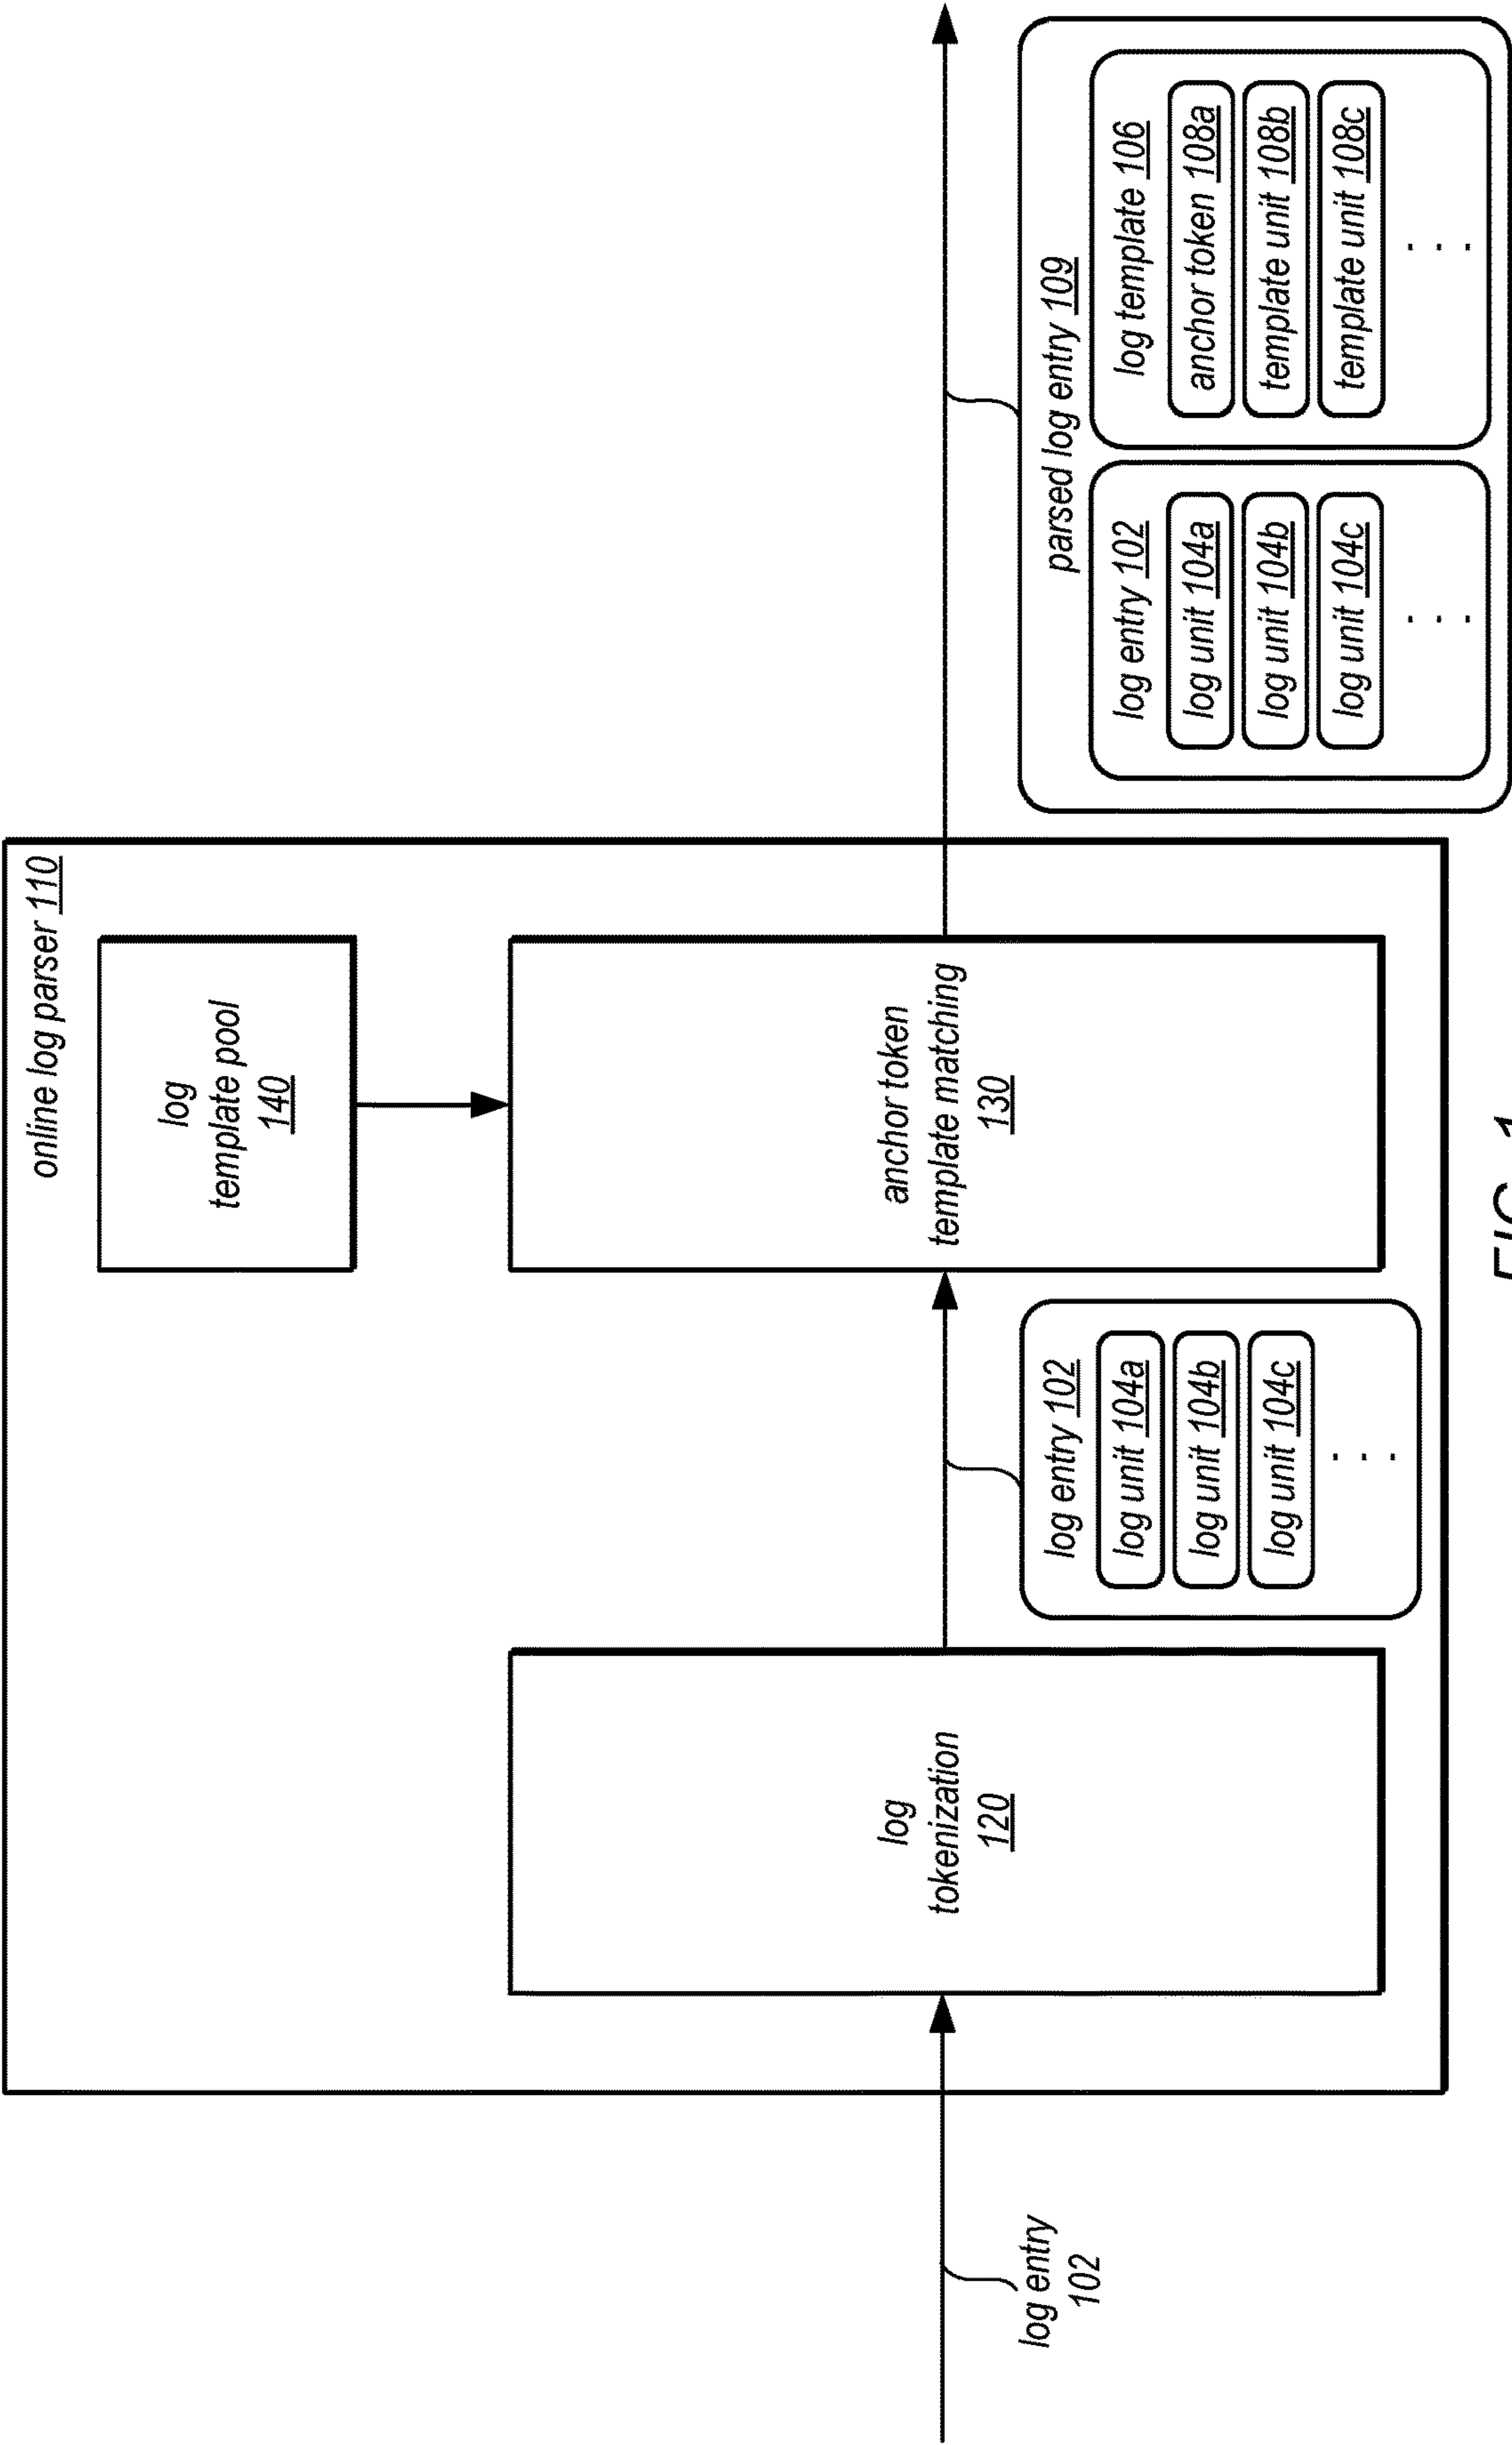 online log parser 110
log
template pool
140
log entry
102
log
tokenization
120
log entry 102
log unit 104a
log unit 104b
log unit 104c
. . .
anchor token
template matching
130
parsed log entry 109
log entry 102
log unit 104a
log unit 104b
log unit 104c
. . .
log template 106
anchor token 108a
template unit 108b
template unit 108c
. . .
FIG. 1